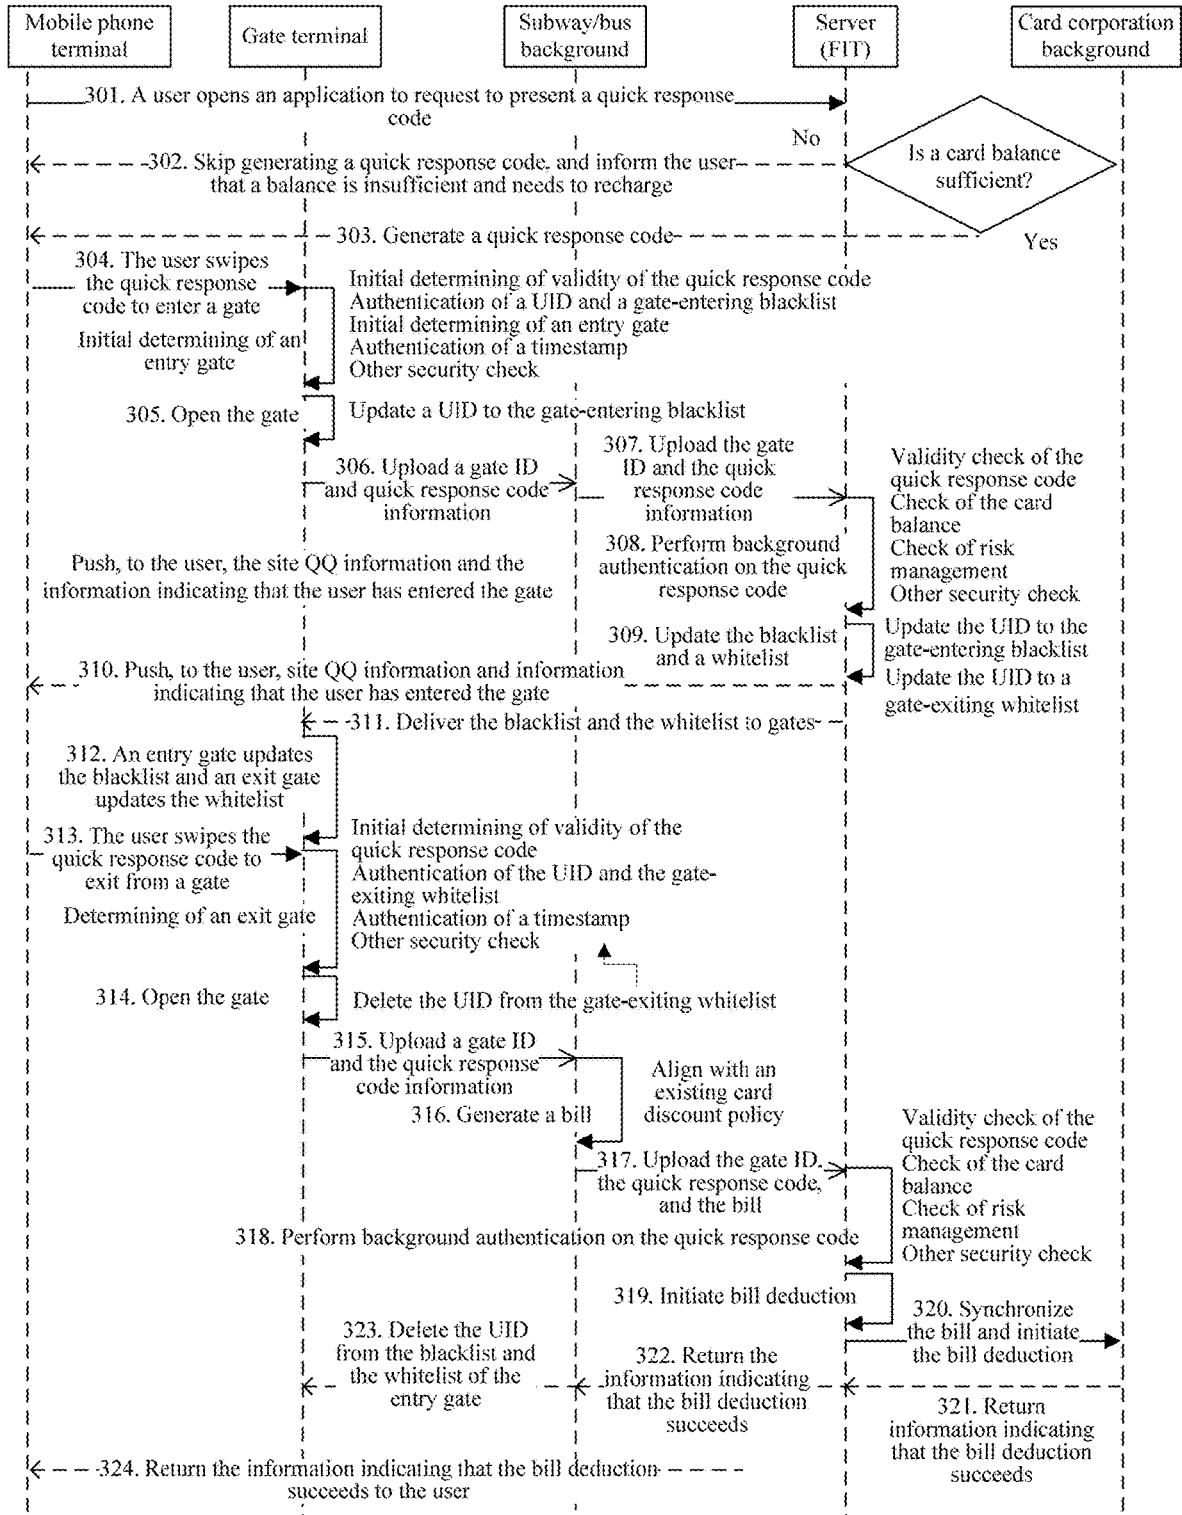 Mobile phone
terminal
Gate terminal
Subway/bus
background
Server
(FIT)
Card corporation
background
301. A user opens an application to request to present a quick response
code
No
Is a card balance
sufficient?
302. Skip generating a quick response code, and inform the user
that a balance is insufficient and needs to recharge
303. Generate a quick response code
Yes
304. The user swipes
the quick response
code to enter a gate
Initial determining of an
entry gate
Initial determining of validity of the quick response code
Authentication of a UID and a gate-entering blacklist
Initial determining of an entry gate
Authentication of a timestamp
Other security check
305. Open the gate
Update a UID to the gate-entering blacklist
306. Upload a gate ID
and quick response code
information
307. Upload the gate
ID and the quick
response code
information
Validity check of the
quick response code
Check of the card
balance
Check of risk
management
Other security check
308. Perform background
authentication on the quick
response code
Push, to the user, the site QQ information and the
information indicating that the user has entered the gate
309. Update the blacklist
and a whitelist
Update the UID to the
gate-entering blacklist
Update the UID to a
gate-exiting whitelist
310. Push, to the user, site QQ information and information
indicating that the user has entered the gate
311. Deliver the blacklist and the whitelist to gates
312. An entry gate updates
the blacklist and an exit gate
updates the whitelist
313. The user swipes the
quick response code to
exit from a gate
Determining of an exit gate
Initial determining of validity of the
quick response code
Authentication of the UID and the gate-
exiting whitelist
Authentication of a timestamp
Other security check
314. Open the gate
Delete the UID from the gate-exiting whitelist
315. Upload a gate ID
and the quick response
code information
316. Generate a bill
Align with an
existing card
discount policy
317. Upload the gate ID,
the quick response code,
and the bill
Validity check of the
quick response code
Check of the card
balance
Check of risk
management
Other security check
318. Perform background authentication on the quick response code
319. Initiate bill deduction
320. Synchronize
the bill and initiate
the bill deduction
321. Return
information indicating
that the bill deduction
succeeds
322. Return the
information indicating
that the bill deduction
succeeds
323. Delete the UID
from the blacklist and
the whitelist of the
entry gate
324. Return the information indicating that the bill deduction
succeeds to the user